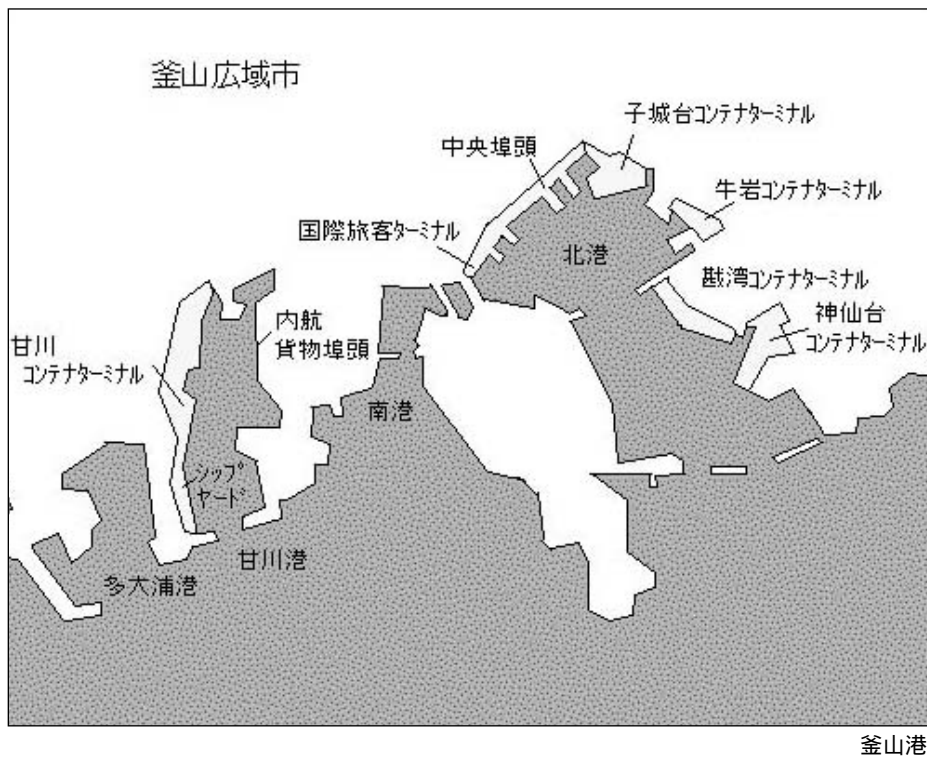 釜山広域市
子城台コンテナターミナル
中央埠頭
牛岩コンテナターミナル
国際旅客ターミナル
北港
戡湾コンテナターミナル
神仙台
コンテナターミナル
内航
貨物埠頭
甘川
コンテナターミナル
南港
シップ
ヤード
甘川港
多大浦港
釜山港